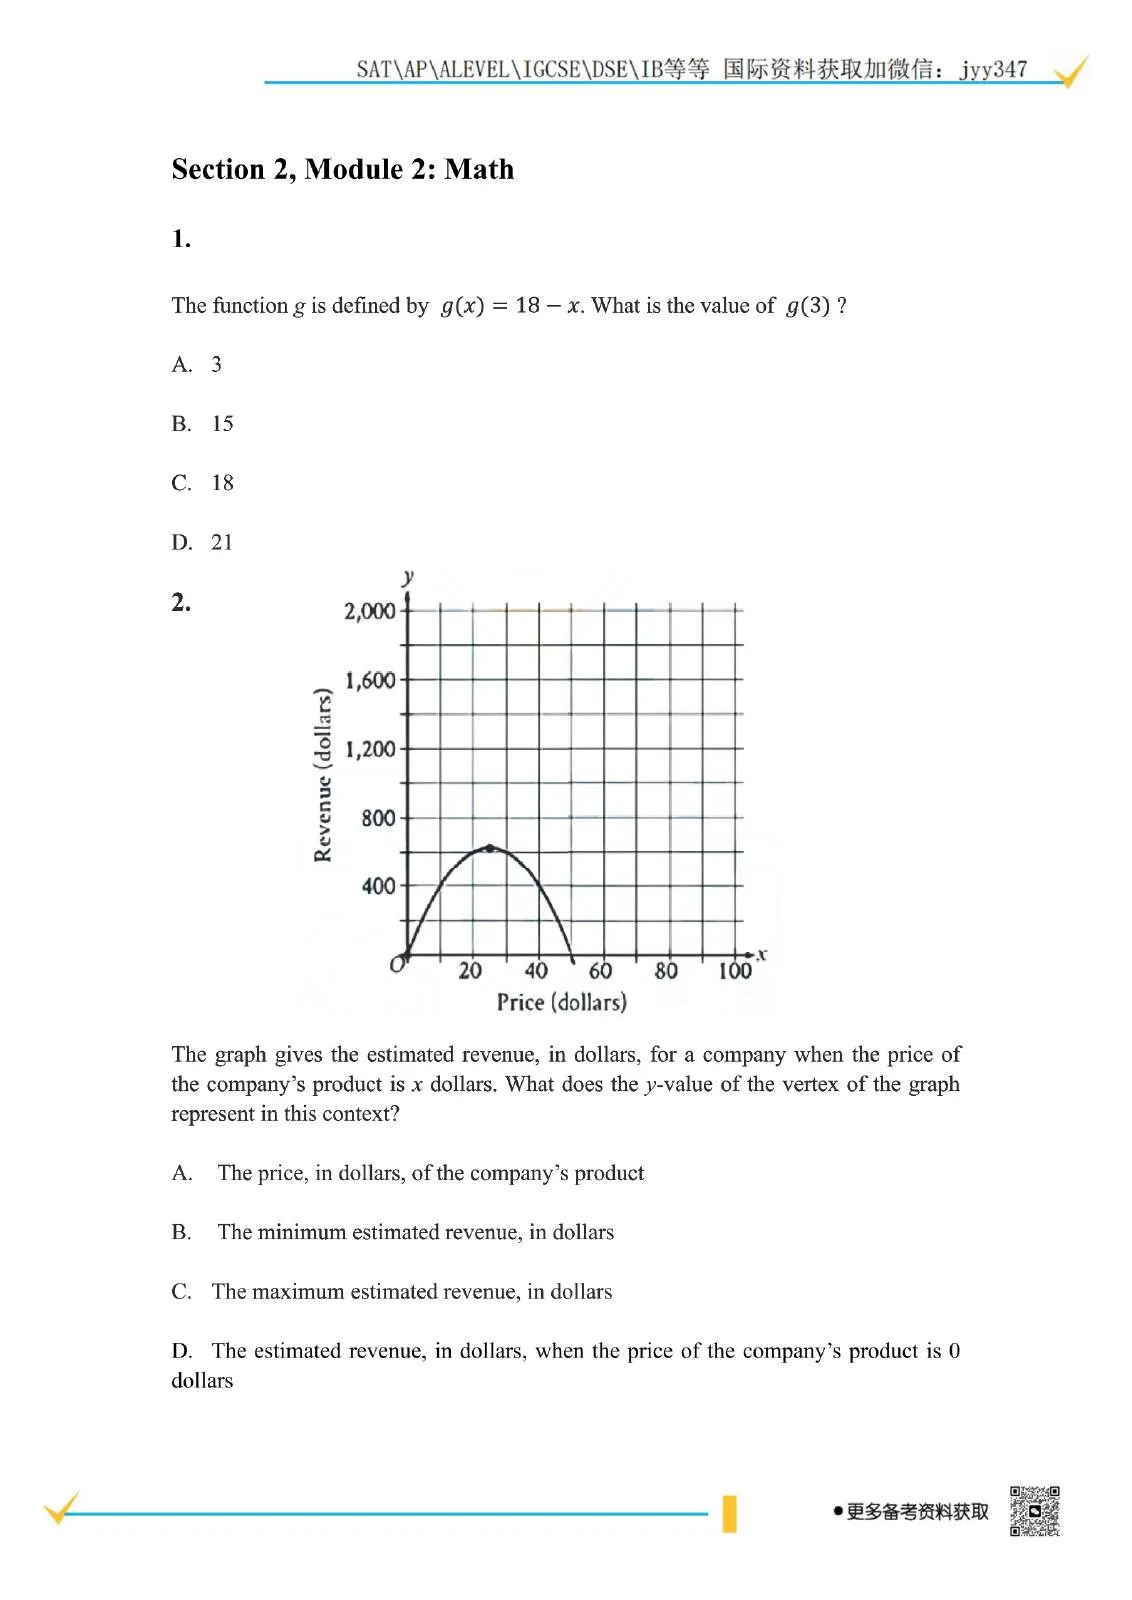 SAT\AP\ALEVEL\IGCSE\DSE\IB等等 国际资料获取加微信：jyy347
Section 2, Module 2: Math
1.
The function g is defined by g(x) = 18 − x. What is the value of g(3) ?
A. 3
B. 15
C. 18
D. 21
2.
y
2,000
1,600
1,200
800
400
Revenue (dollars)
O
20 40 60 80 100
x
Price (dollars)
The graph gives the estimated revenue, in dollars, for a company when the price of
the company’s product is x dollars. What does the y-value of the vertex of the graph
represent in this context?
A. The price, in dollars, of the company’s product
B. The minimum estimated revenue, in dollars
C. The maximum estimated revenue, in dollars
D. The estimated revenue, in dollars, when the price of the company’s product is 0
dollars
●更多备考资料获取